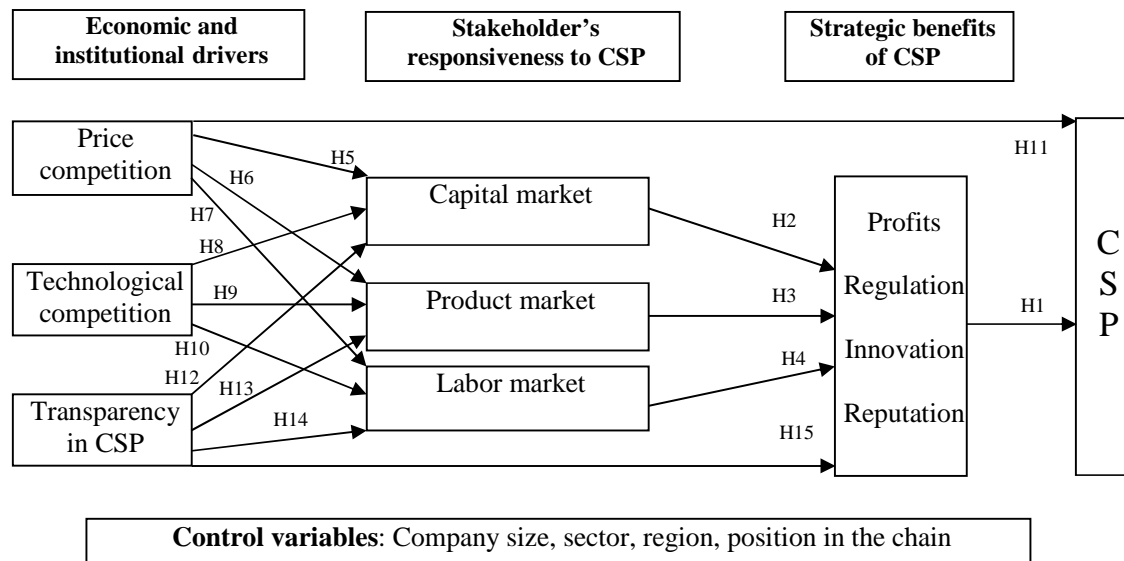 Economic and
institutional drivers
Stakeholder’s
responsiveness to CSP
Strategic benefits
of CSP
Price
competition
Technological
competition
Transparency
in CSP
H5
H6
H7
H8
H9
H10
H12
H13
H14
Capital market
Product market
Labor market
H2
H3
H4
H15
Profits
Regulation
Innovation
Reputation
H11
H1
C
S
P
Control variables: Company size, sector, region, position in the chain